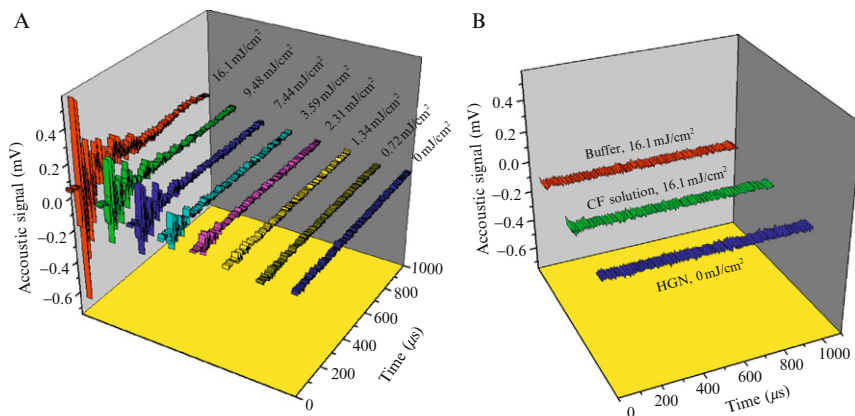 A
16.1 mJ/cm²
9.48 mJ/cm²
7.44 mJ/cm²
3.59 mJ/cm²
2.31 mJ/cm²
1.34 mJ/cm²
0.72 mJ/cm²
0 mJ/cm²
Accoustic signal (mV)
0.4
0.2
0.0
−0.2
−0.4
−0.6
0
200
400
600
800
1000
Time (μs)
B
Accoustic signal (mV)
0.4
0.2
0.0
−0.2
−0.4
−0.6
Buffer, 16.1 mJ/cm²
CF solution, 16.1 mJ/cm²
HGN, 0 mJ/cm²
0
200
400
600
800
1000
Time (μs)